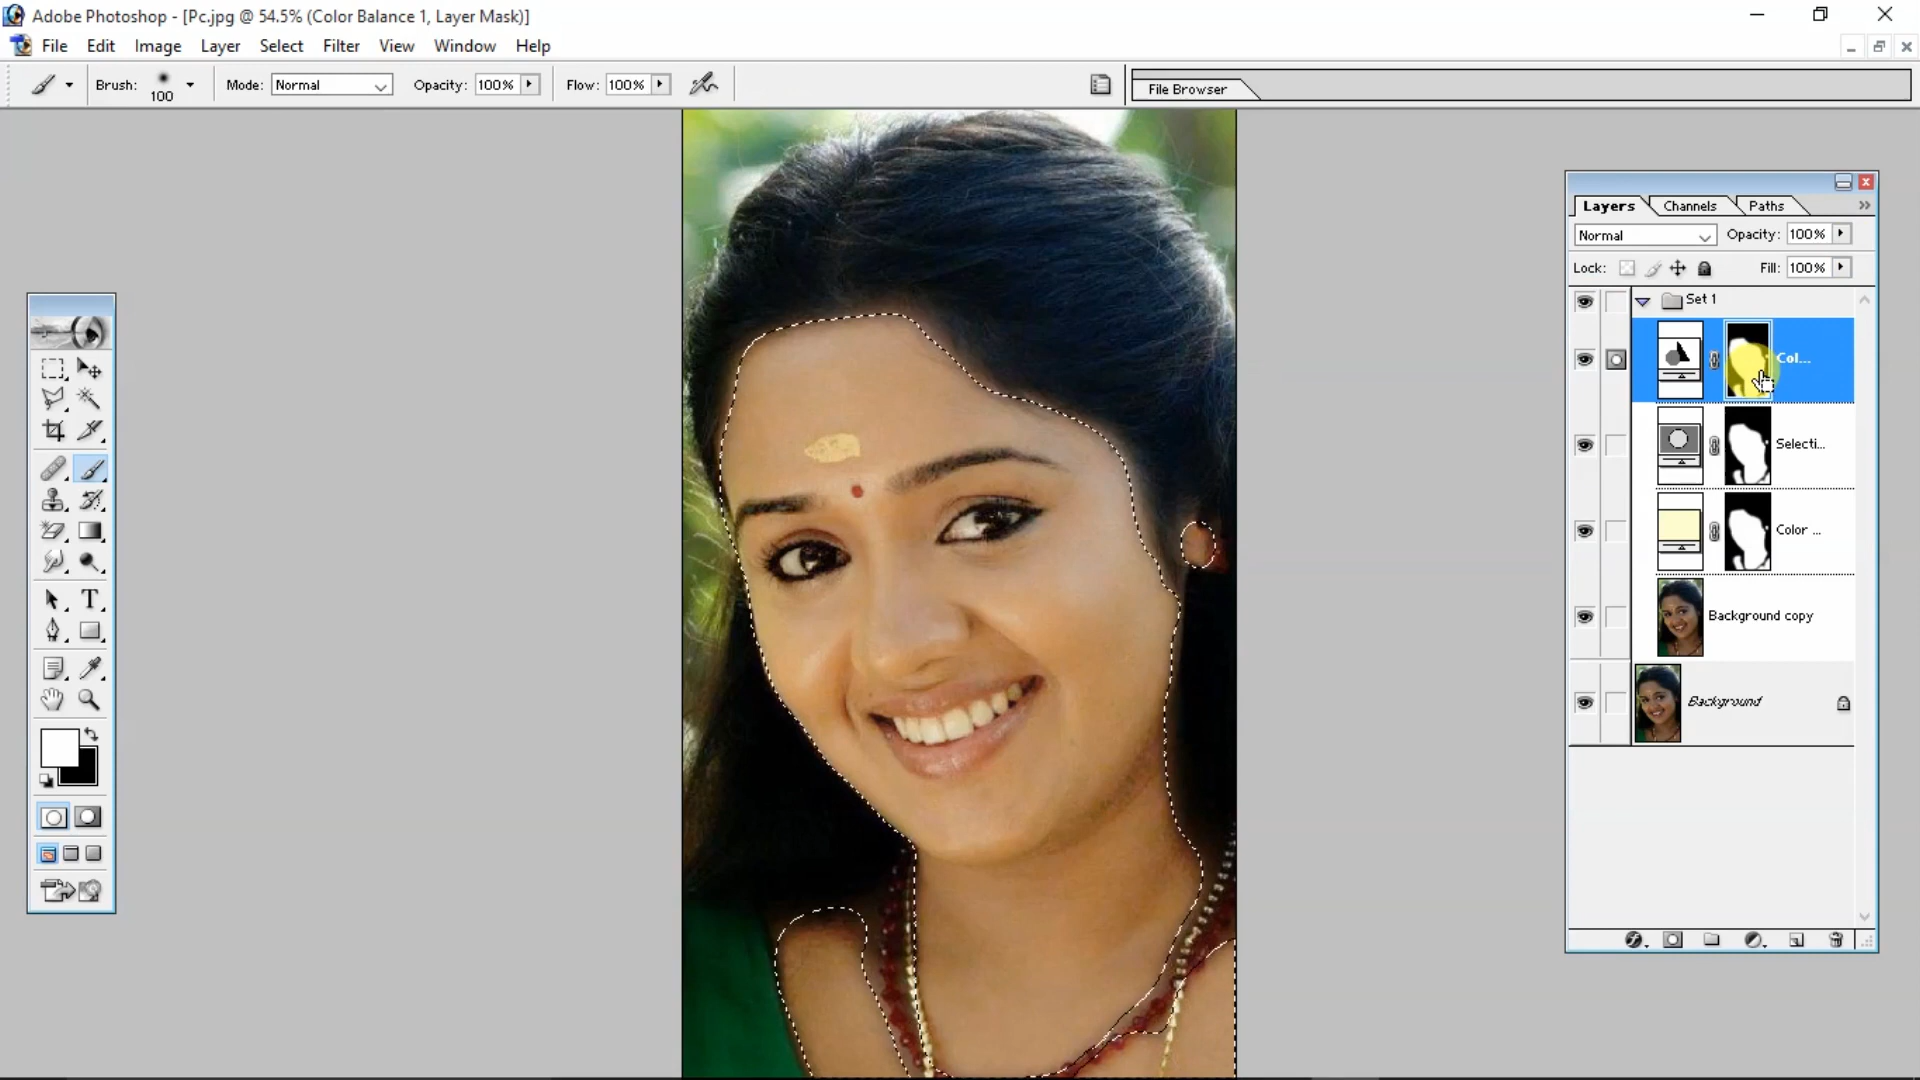 Adobe Photoshop - [Pc.jpg @ 54.5% (Color Balance 1, Layer Mask)]
File Edit Image Layer Select Filter View Window Help
Brush: 100 Mode: Normal Opacity: 100% Flow: 100% File Browser
Layers Channels Paths
Normal Opacity: 100%
Lock: Fill: 100%
Set 1
Col...
Selecti...
Color ...
Background copy
Background